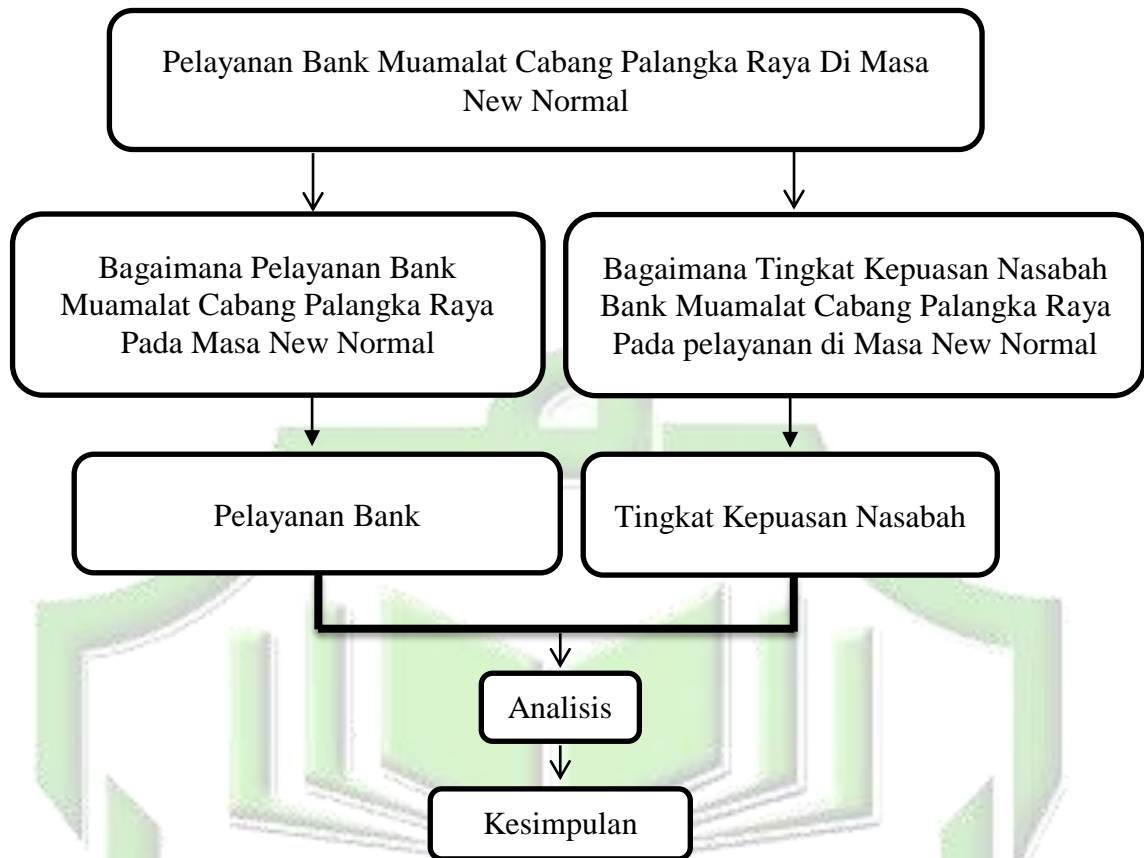 Pelayanan Bank Muamalat Cabang Palangka Raya Di Masa
New Normal
Bagaimana Pelayanan Bank
Muamalat Cabang Palangka Raya
Pada Masa New Normal
Bagaimana Tingkat Kepuasan Nasabah
Bank Muamalat Cabang Palangka Raya
Pada pelayanan di Masa New Normal
Pelayanan Bank
Tingkat Kepuasan Nasabah
Analisis
Kesimpulan